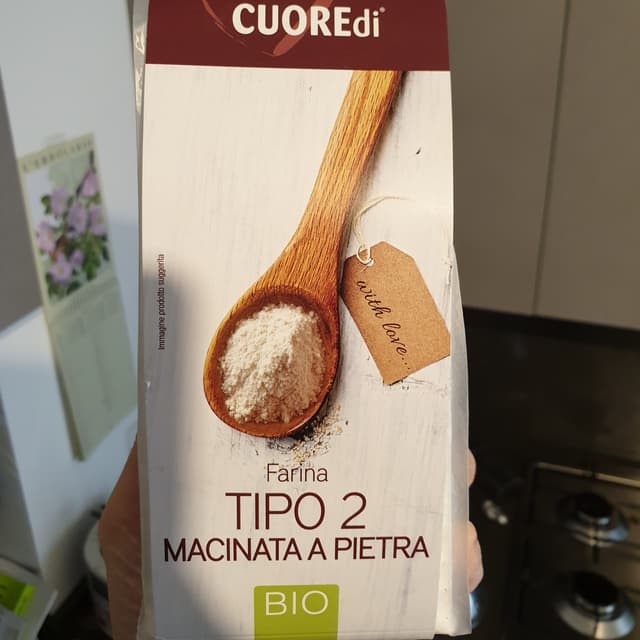 CUOREdi
with love...
Immagine prodotto suggerita
Farina
TIPO 2
MACINATA A PIETRA
BIO